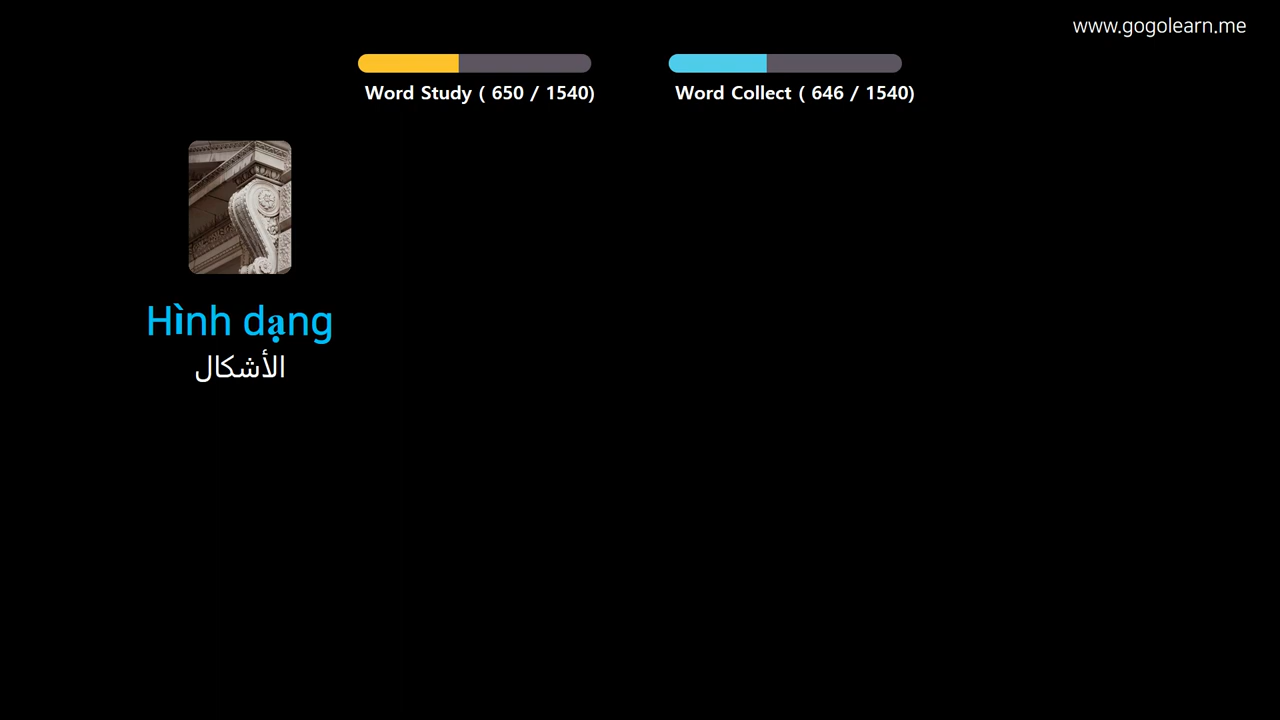 www.gogolearn.me
Word Study ( 650 / 1540)
Word Collect ( 646 / 1540)
Hình dạng
الأشكال